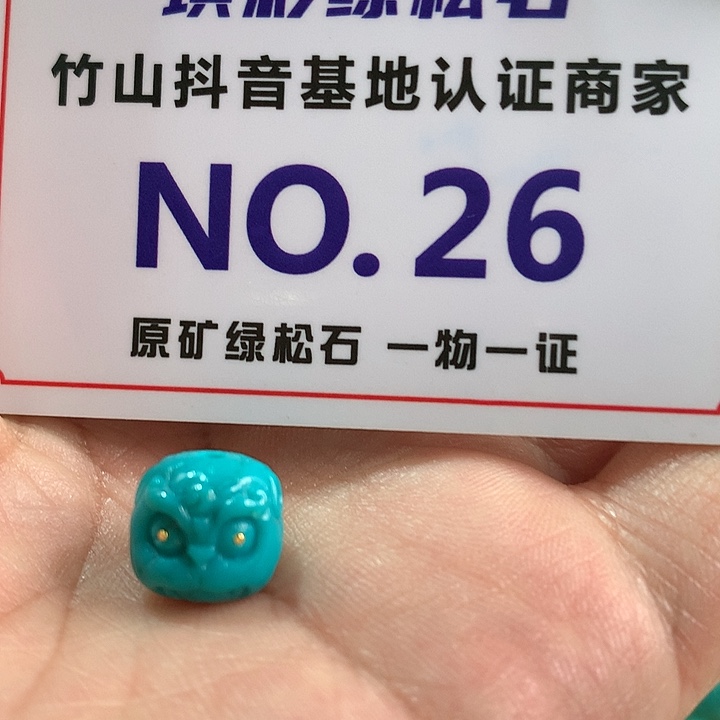 竹山抖音基地认证商家
NO.26
原矿绿松石 一物一证